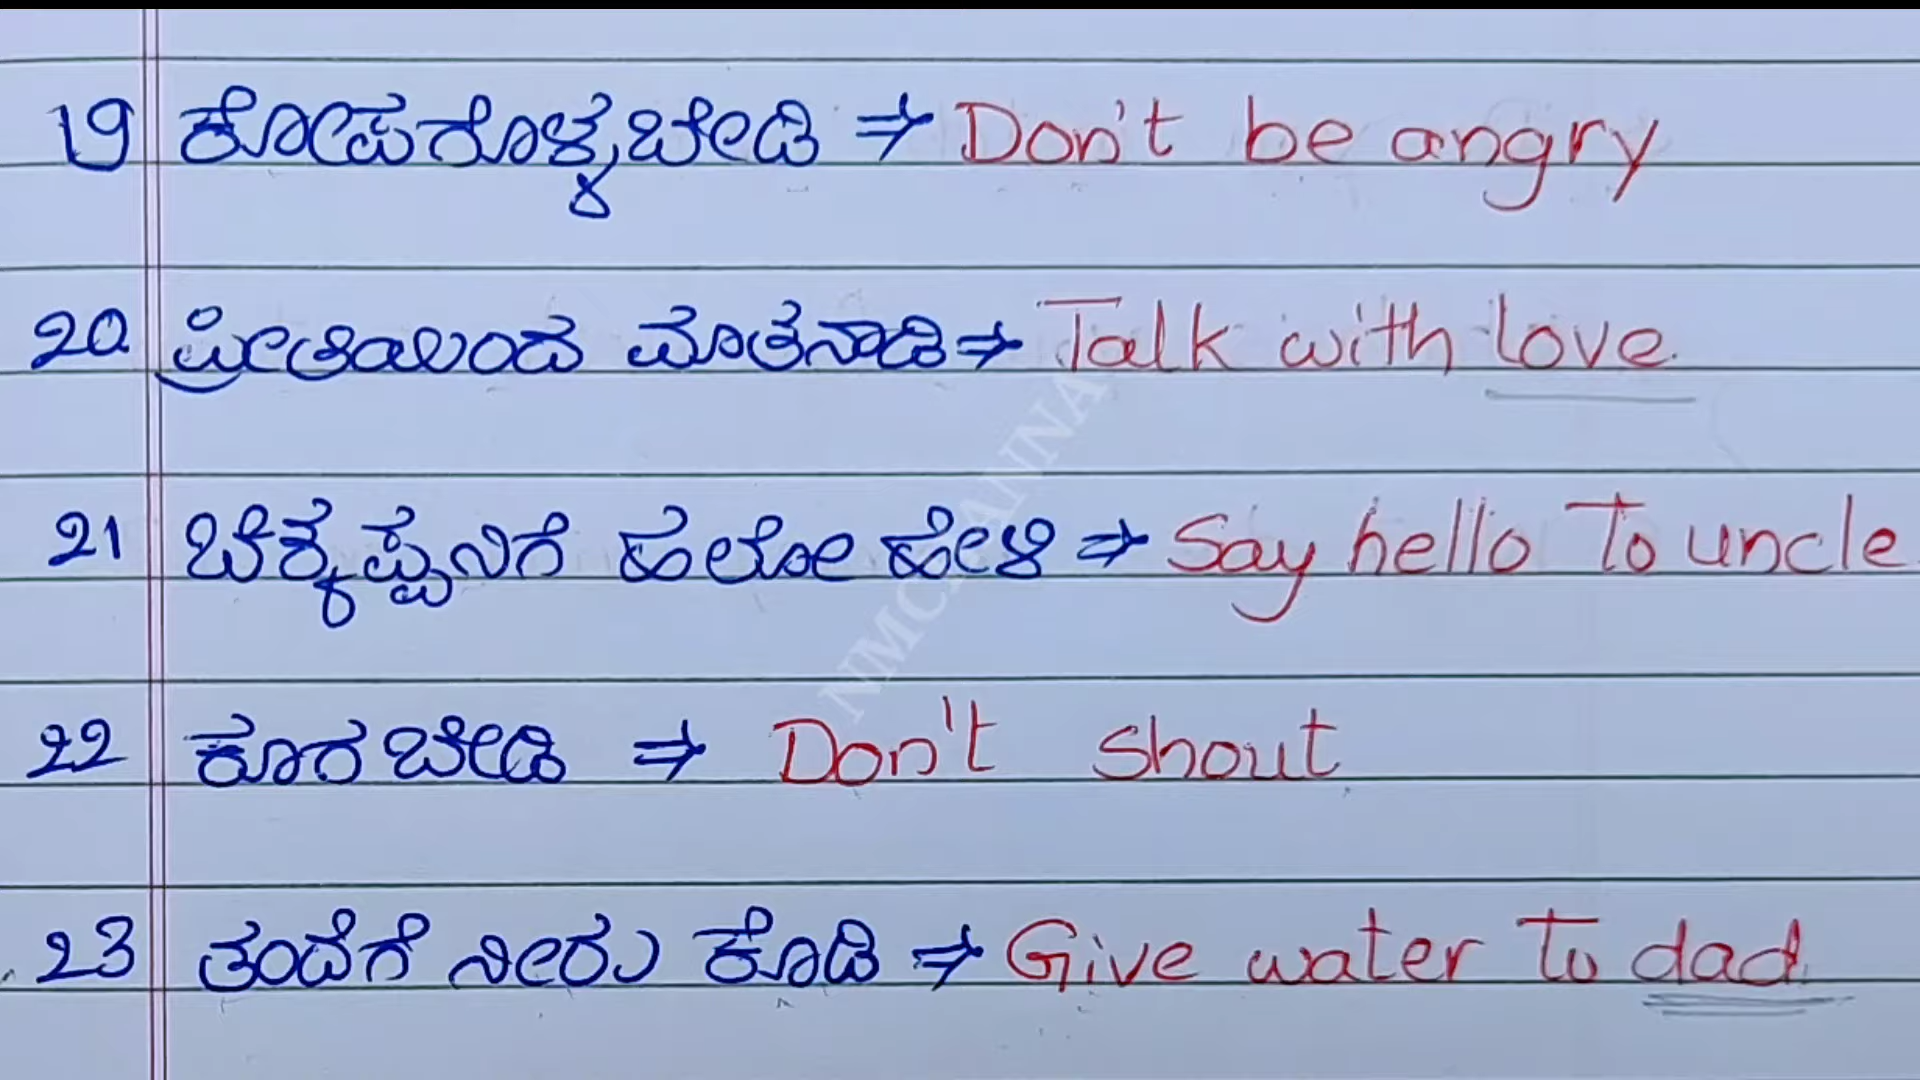 19 ಕೋಪಗೊಳ್ಳಬೇಡಿ ⇒ Don't be angry
20 ಪ್ರೀತಿಯಿಂದ ಮಾತನಾಡಿ ⇒ Talk with love
21 ಚಿಕ್ಕಪ್ಪನಿಗೆ ಹಲೋ ಹೇಳಿ ⇒ Say hello To uncle
22 ಕೂಗಬೇಡಿ ⇒ Don't shout
23 ತಂದೆಗೆ ನೀರು ಕೊಡಿ ⇒ Give water To dad